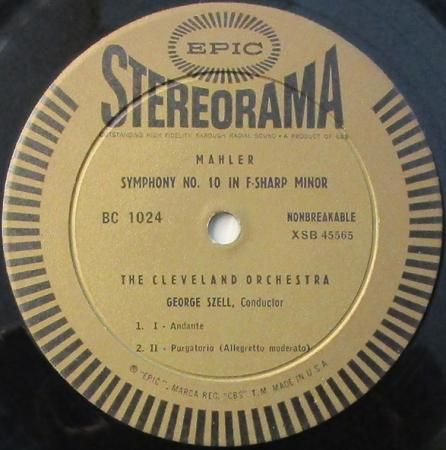 EPIC
STEREORAMA
OUTSTANDING HIGH FIDELITY THROUGH RADIAL SOUND • A PRODUCT OF CBS
MAHLER
SYMPHONY NO. 10 IN F-SHARP MINOR
BC 1024
NONBREAKABLE
XSB 45565
THE CLEVELAND ORCHESTRA
GEORGE SZELL, Conductor
1. I - Andante
2. II - Purgatorio (Allegretto moderato)
® "EPIC", MARCA REG. "CBS" T.M. MADE IN U.S.A.